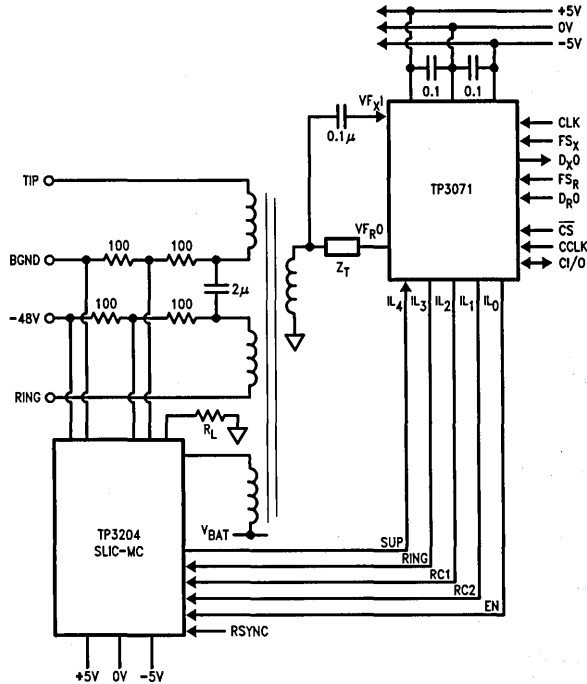 +5V
0V
−5V
0.1 0.1
VFXI
0.1μ
CLK
FSX
DXO
TP3071
FSR
DRO
TIP
VFRO
CS
100 100
BGND
CCLK
ZT
CI/O
2μ
IL4 IL3 IL2 IL1 IL0
100 100
−48V
RING
RL
VBAT
TP3204
SLIC-MC
SUP
RING
RC1
RC2
EN
RSYNC
+5V 0V −5V